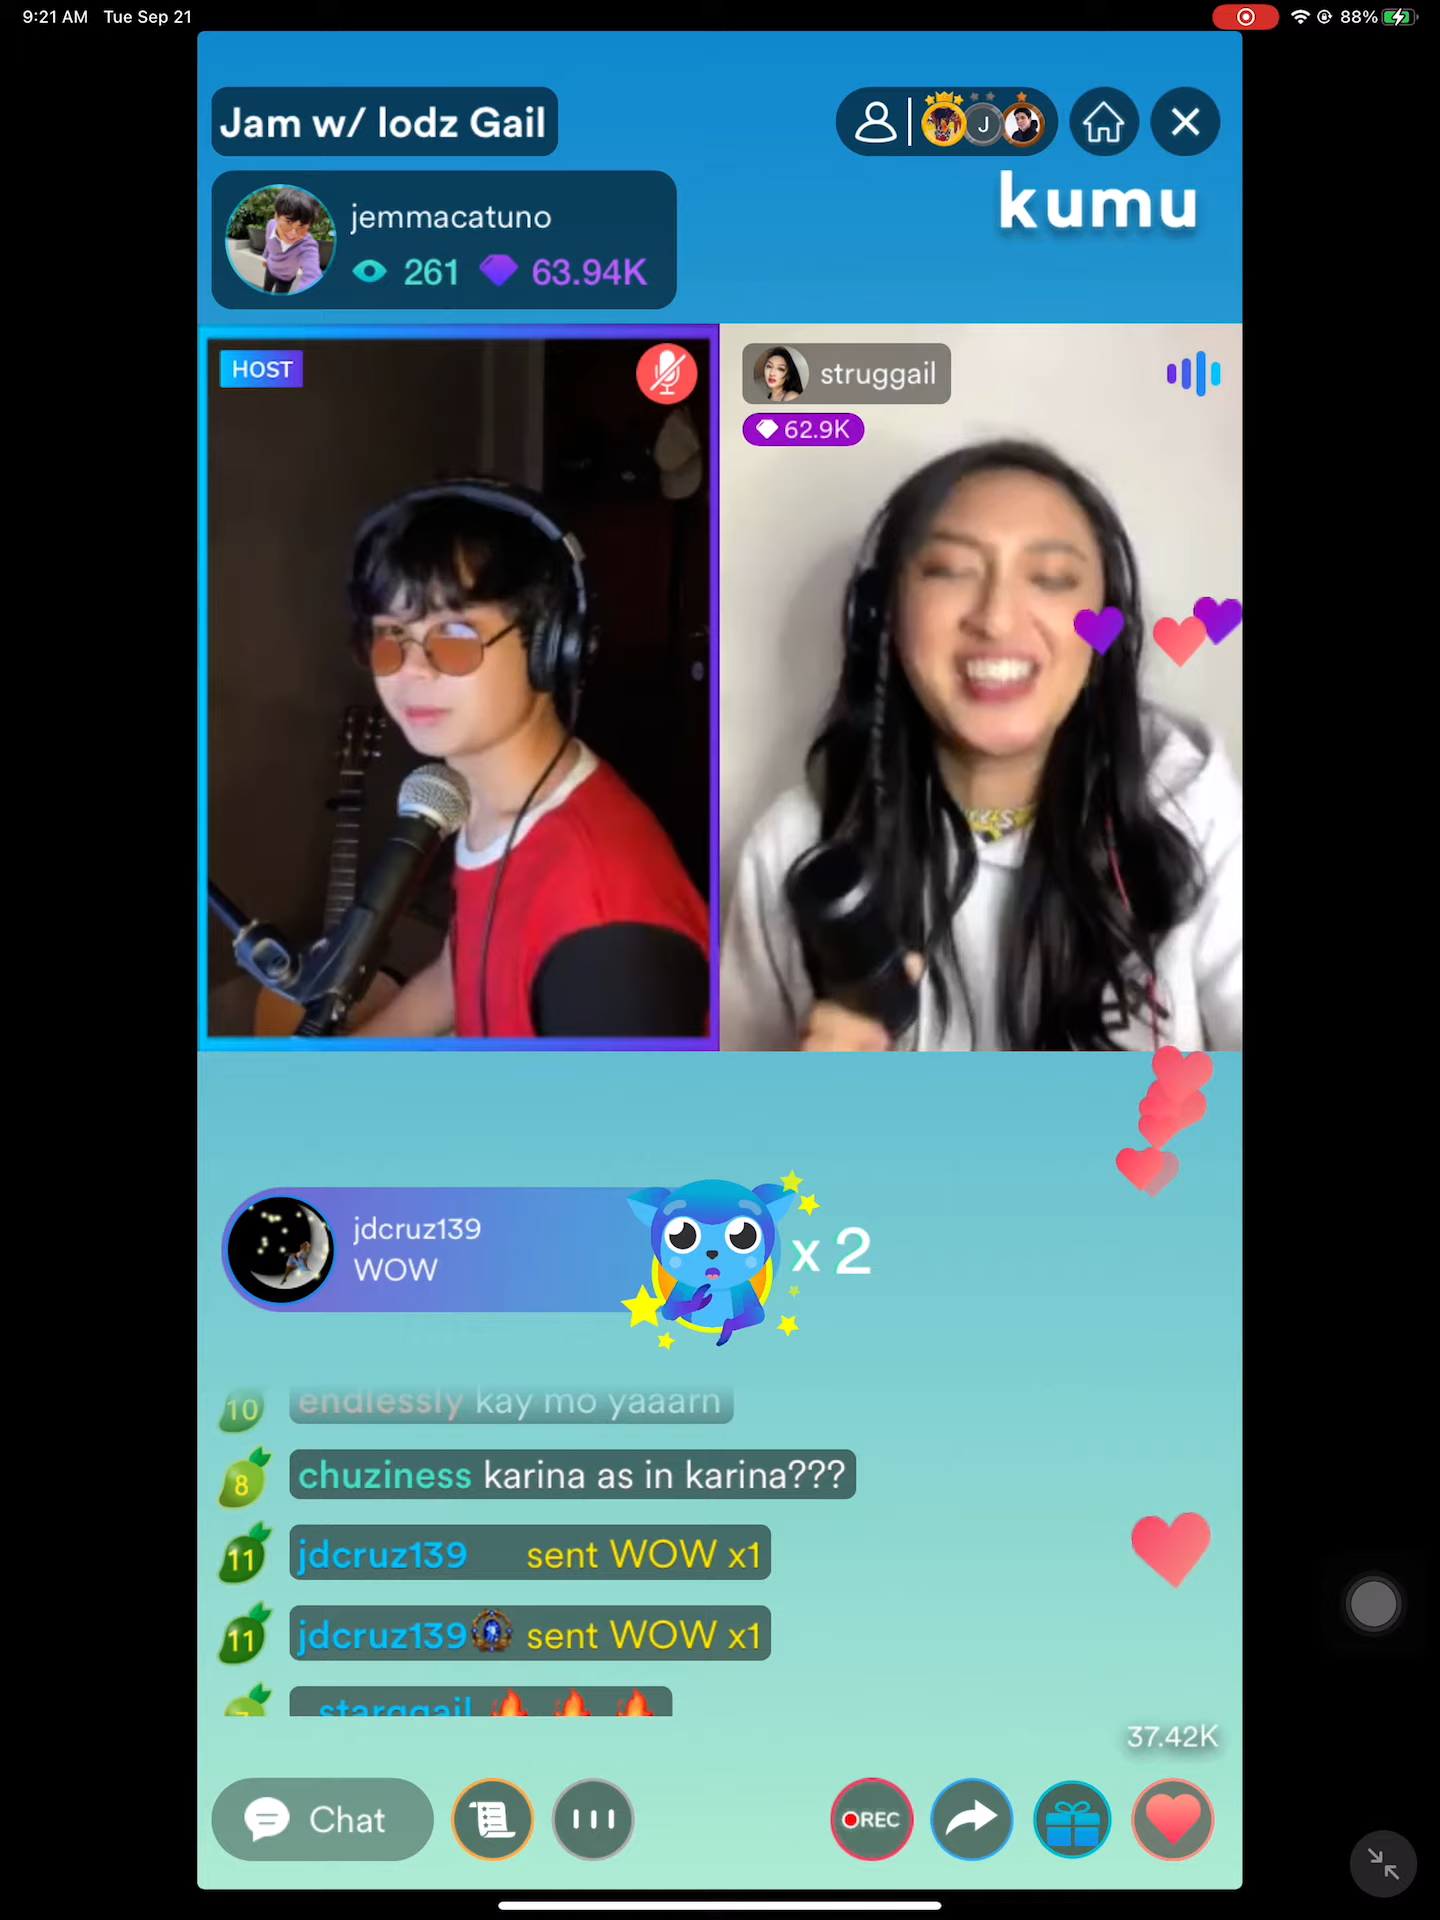 9:21 AM Tue Sep 21
88%
Jam w/ lodz Gail
J
jemmacatuno
261 63.94K
kumu
HOST
struggail
62.9K
jdcruz139
WOW
x 2
10 endlessly kay mo yaaarn
8 chuziness karina as in karina???
11 jdcruz139 sent WOW x1
11 jdcruz139 sent WOW x1
starggail
37.42K
Chat
REC